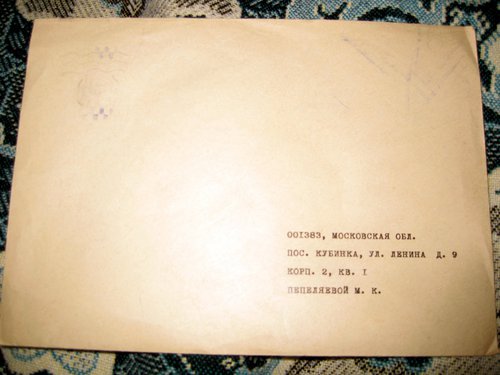 001383, МОСКОВСКАЯ ОБЛ.
ПОС. КУБИНКА, УЛ. ЛЕНИНА Д. 9
КОРП. 2, КВ. I
ПЕПЕЛЯЕВОЙ М. К.